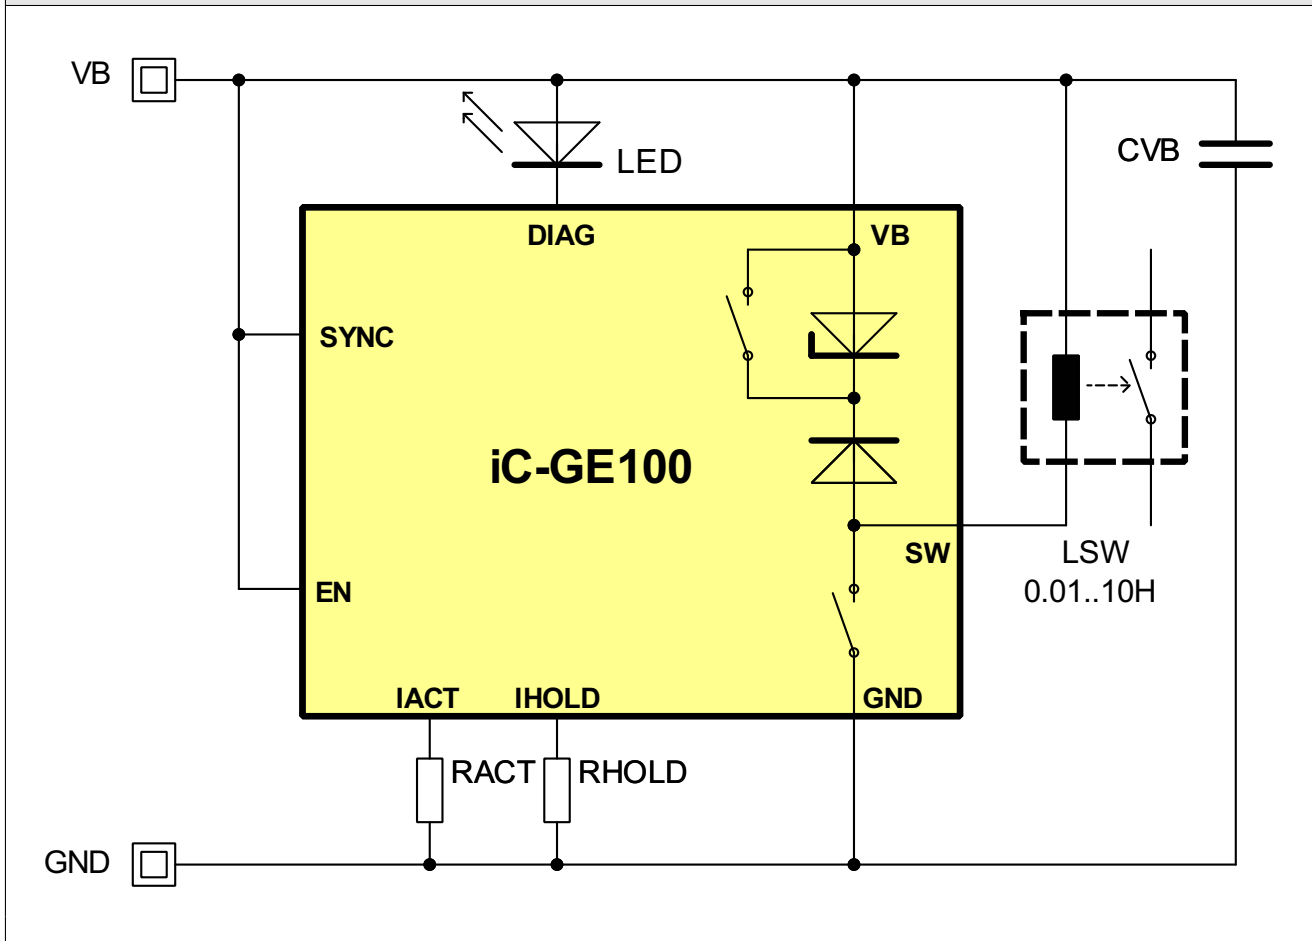 VB
LED
CVB
DIAG
VB
SYNC
iC-GE100
SW
LSW
0.01..10H
EN
IACT
IHOLD
GND
RACT
RHOLD
GND